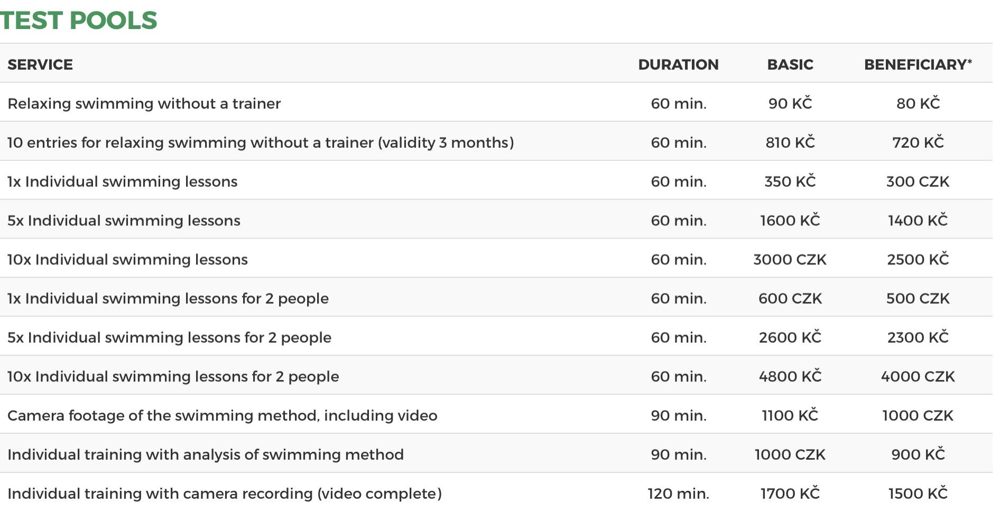 TEST POOLS
SERVICE DURATION BASIC BENEFICIARY*
Relaxing swimming without a trainer 60 min. 90 KČ 80 KČ
10 entries for relaxing swimming without a trainer (validity 3 months) 60 min. 810 KČ 720 KČ
1x Individual swimming lessons 60 min. 350 KČ 300 CZK
5x Individual swimming lessons 60 min. 1600 KČ 1400 KČ
10x Individual swimming lessons 60 min. 3000 CZK 2500 KČ
1x Individual swimming lessons for 2 people 60 min. 600 CZK 500 CZK
5x Individual swimming lessons for 2 people 60 min. 2600 KČ 2300 KČ
10x Individual swimming lessons for 2 people 60 min. 4800 KČ 4000 CZK
Camera footage of the swimming method, including video 90 min. 1100 KČ 1000 CZK
Individual training with analysis of swimming method 90 min. 1000 CZK 900 KČ
Individual training with camera recording (video complete) 120 min. 1700 KČ 1500 KČ